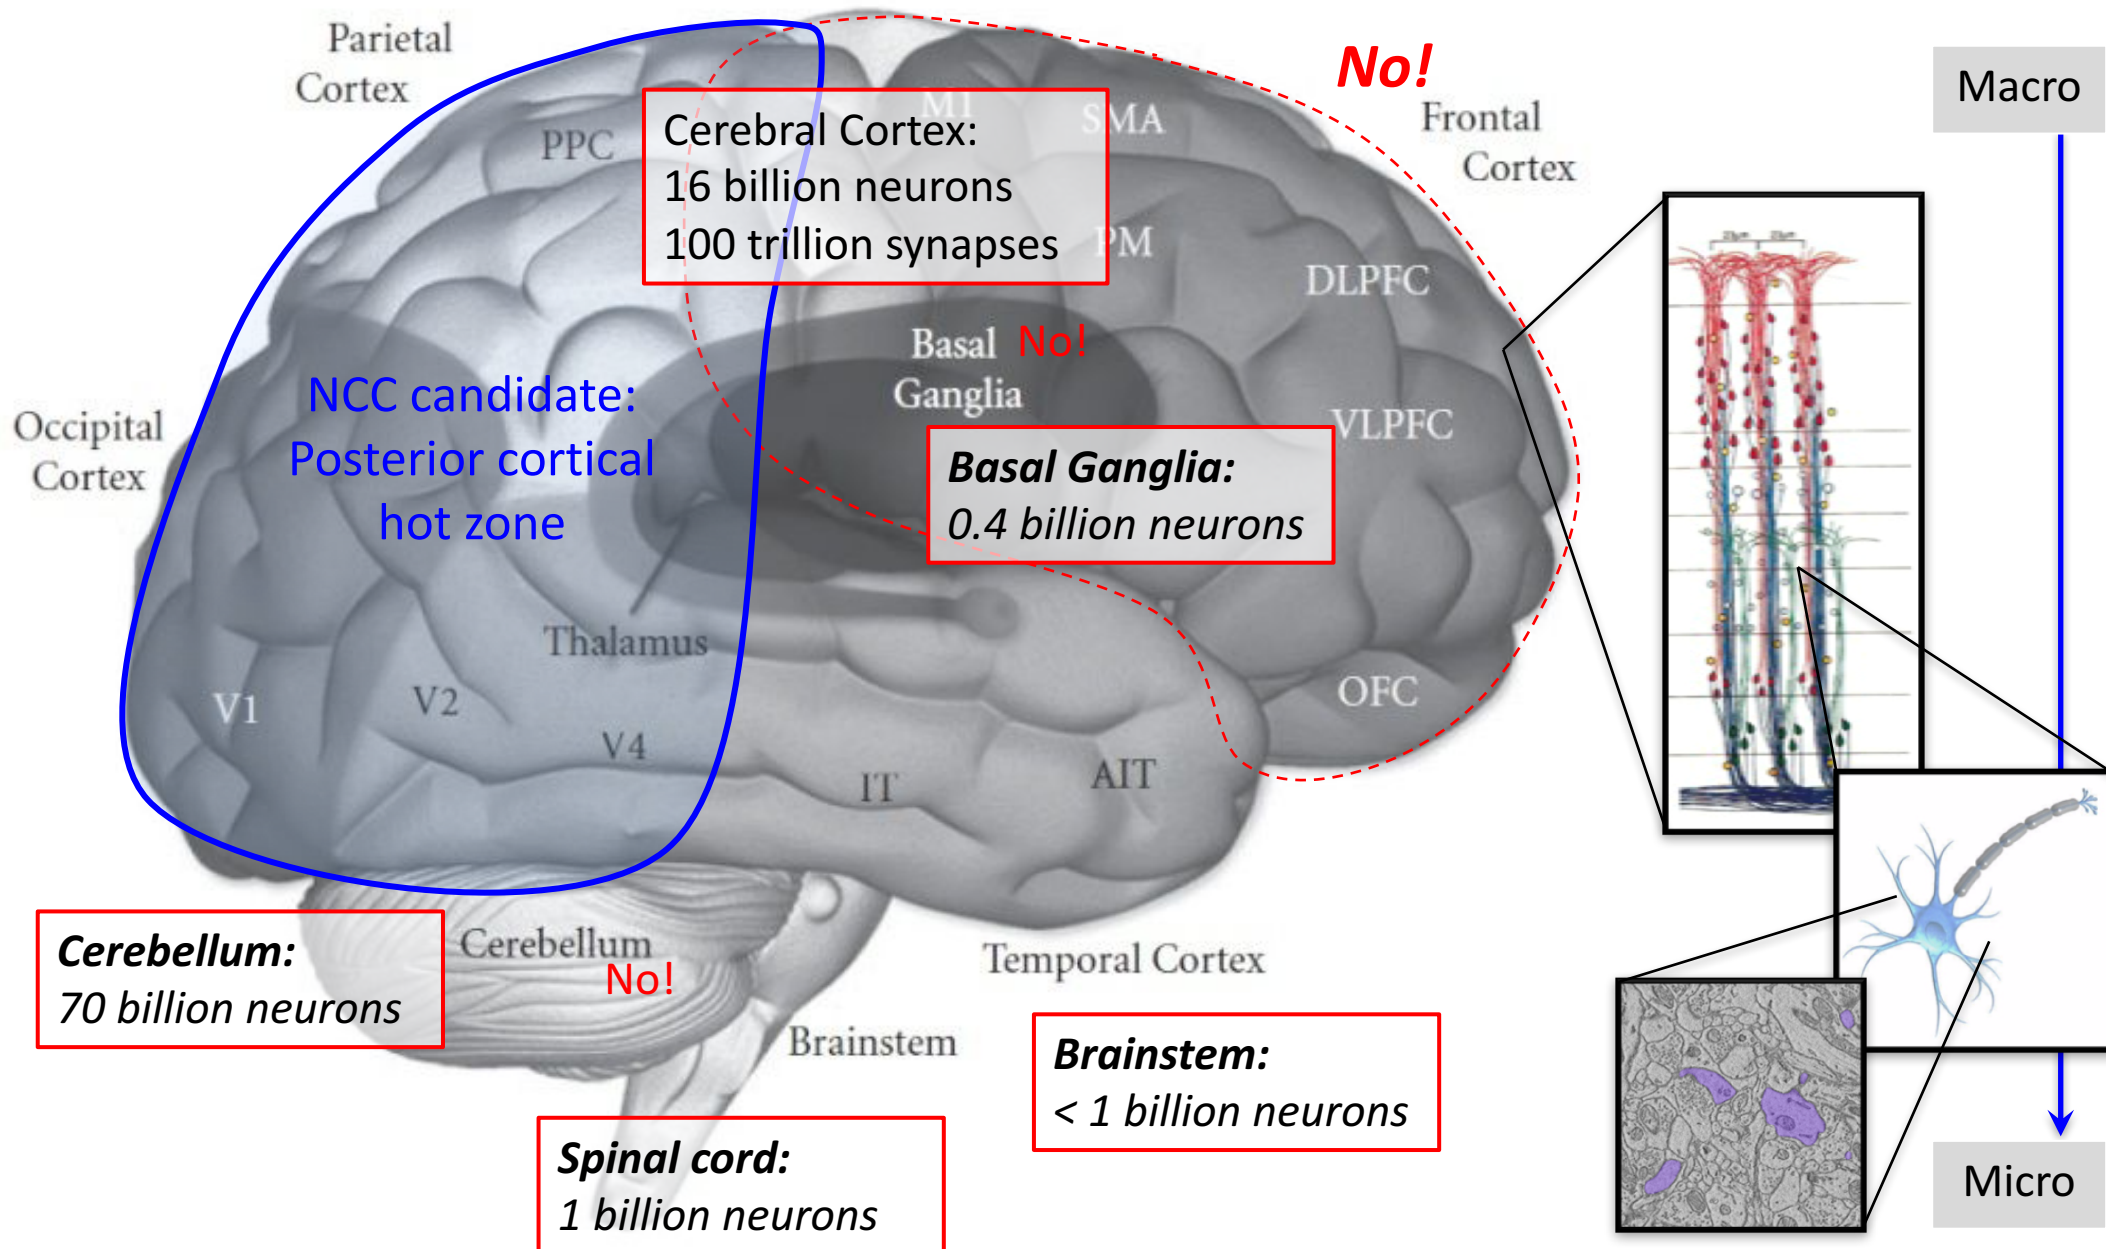 Parietal
Cortex
No!
Macro
Frontal
Cortex
PPC
M1
SMA
Cerebral Cortex:
16 billion neurons
100 trillion synapses
PM
DLPFC
Basal No!
Ganglia
NCC candidate:
Posterior cortical
hot zone
Occipital
Cortex
VLPFC
Basal Ganglia:
0.4 billion neurons
Thalamus
V1
V2
V4
OFC
IT
AIT
Cerebellum:
70 billion neurons
Cerebellum
No!
Temporal Cortex
Brainstem
Brainstem:
< 1 billion neurons
Spinal cord:
1 billion neurons
Micro